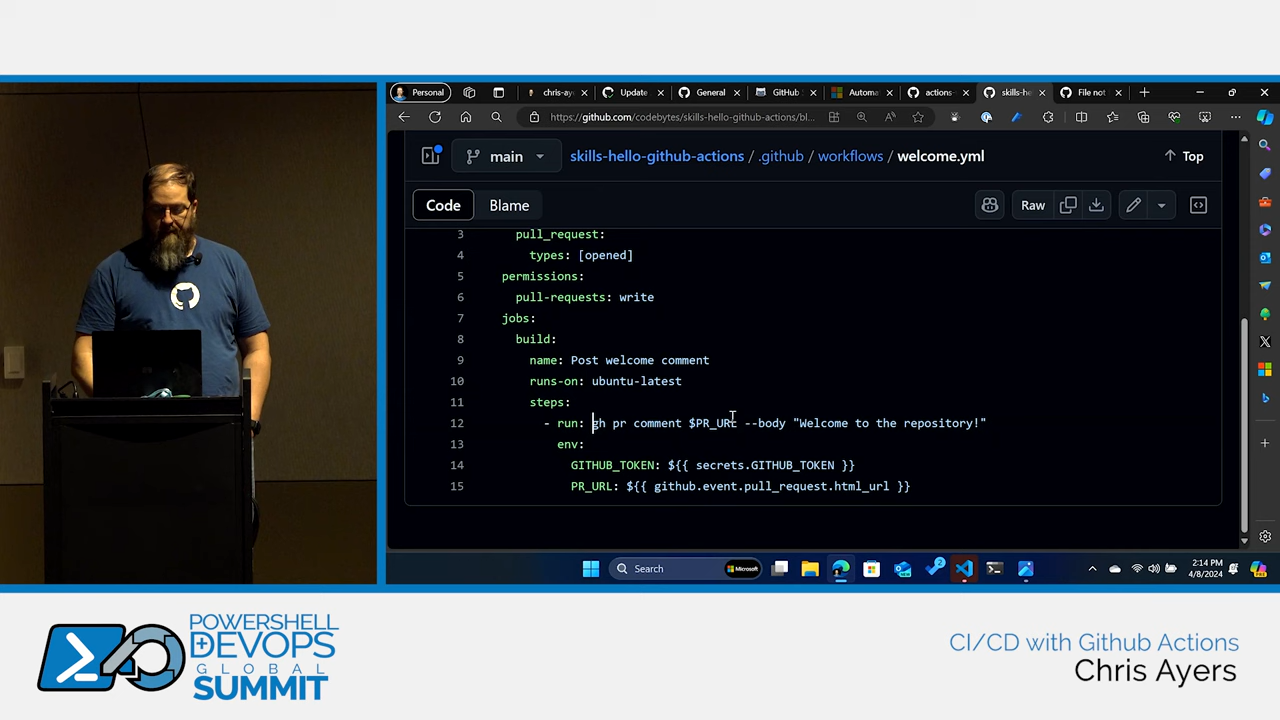 Personal
chris-aye
Update
General
GitHub
Automa
actions-
skills-he
File not
https://github.com/codebytes/skills-hello-github-actions/bl...
main
skills-hello-github-actions / .github / workflows / welcome.yml
Top
Code
Blame
Raw
3 pull_request:
4 types: [opened]
5 permissions:
6 pull-requests: write
7 jobs:
8 build:
9 name: Post welcome comment
10 runs-on: ubuntu-latest
11 steps:
12 - run: gh pr comment $PR_URL --body "Welcome to the repository!"
13 env:
14 GITHUB_TOKEN: ${{ secrets.GITHUB_TOKEN }}
15 PR_URL: ${{ github.event.pull_request.html_url }}
Search
Microsoft
2:14 PM
4/8/2024
POWERSHELL
+DEVOPS
GLOBAL
SUMMIT
CI/CD with Github Actions
Chris Ayers